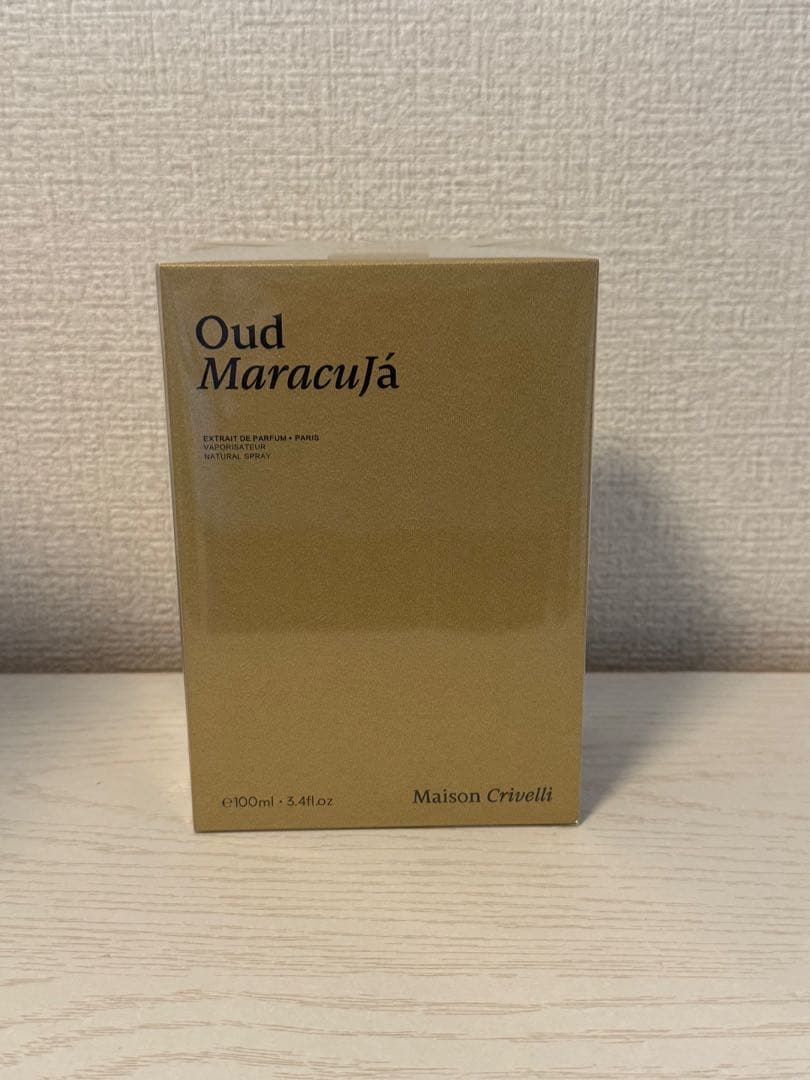 Oud
MaracuJá
EXTRAIT DE PARFUM • PARIS
VAPORISATEUR
NATURAL SPRAY
℮100ml • 3.4fl.oz
Maison Crivelli